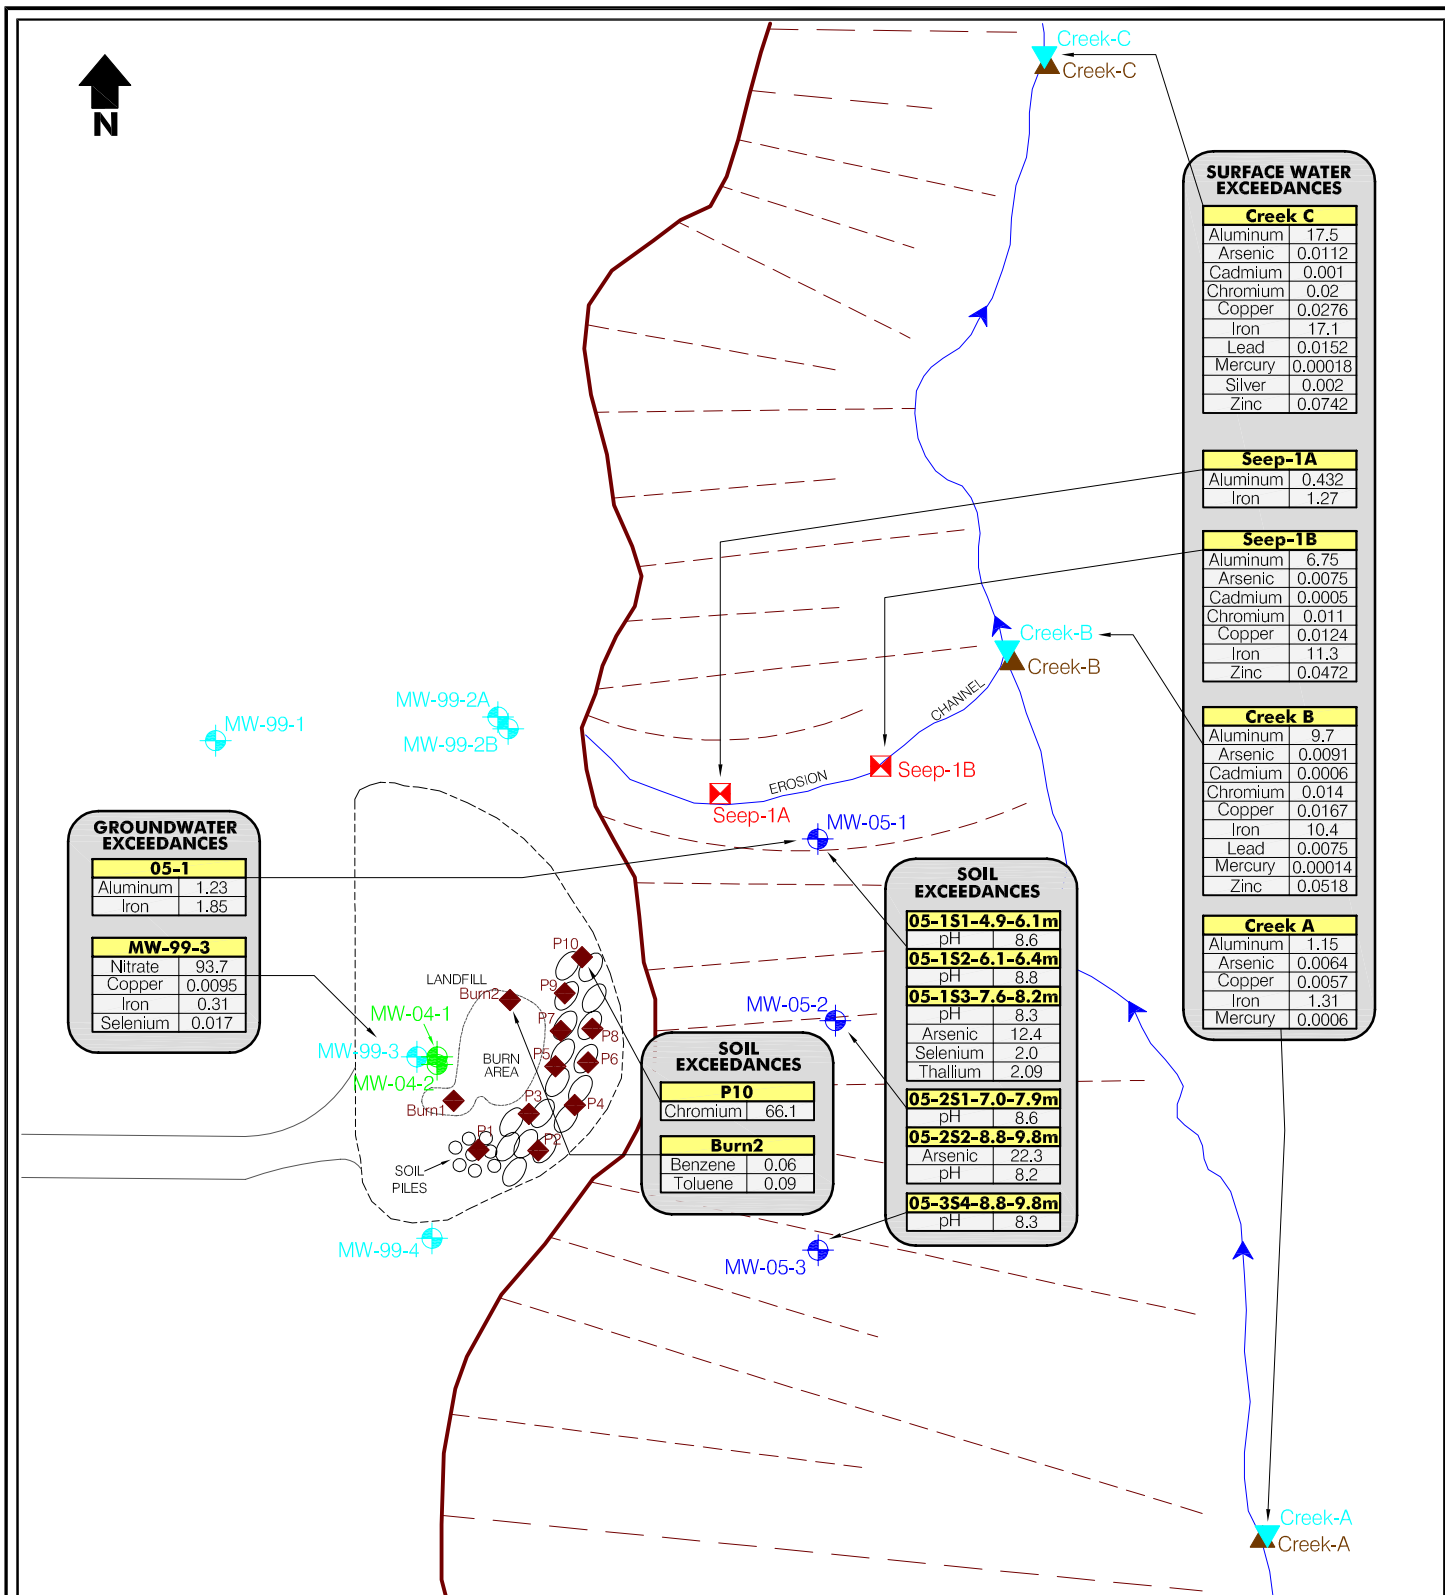 N
Creek-C
Creek-C
SURFACE WATER
EXCEEDANCES
Creek C
Aluminum 17.5
Arsenic 0.0112
Cadmium 0.001
Chromium 0.02
Copper 0.0276
Iron 17.1
Lead 0.0152
Mercury 0.00018
Silver 0.002
Zinc 0.0742
Seep-1A
Aluminum 0.432
Iron 1.27
Seep-1B
Aluminum 6.75
Arsenic 0.0075
Cadmium 0.0005
Chromium 0.011
Copper 0.0124
Iron 11.3
Zinc 0.0472
Creek B
Aluminum 9.7
Arsenic 0.0091
Cadmium 0.0006
Chromium 0.014
Copper 0.0167
Iron 10.4
Lead 0.0075
Mercury 0.00014
Zinc 0.0518
Creek A
Aluminum 1.15
Arsenic 0.0064
Copper 0.0057
Iron 1.31
Mercury 0.0006
Creek-B
Creek-B
MW-99-1
MW-99-2A
MW-99-2B
EROSION
CHANNEL
Seep-1A
Seep-1B
MW-05-1
GROUNDWATER
EXCEEDANCES
05-1
Aluminum 1.23
Iron 1.85
MW-99-3
Nitrate 93.7
Copper 0.0095
Iron 0.31
Selenium 0.017
SOIL
EXCEEDANCES
05-1S1-4.9-6.1m
pH 8.6
05-1S2-6.1-6.4m
pH 8.8
05-1S3-7.6-8.2m
pH 8.3
Arsenic 12.4
Selenium 2.0
Thallium 2.09
05-2S1-7.0-7.9m
pH 8.6
05-2S2-8.8-9.8m
Arsenic 22.3
pH 8.2
05-3S4-8.8-9.8m
pH 8.3
P10
LANDFILL
Burn2
P9
MW-04-1
P7
P8
MW-99-3
BURN
AREA
P5
P6
MW-04-2
Burn1
P3
P4
P1
P2
SOIL
PILES
MW-99-4
MW-05-2
SOIL
EXCEEDANCES
P10
Chromium 66.1
Burn2
Benzene 0.06
Toluene 0.09
MW-05-3
Creek-A
Creek-A